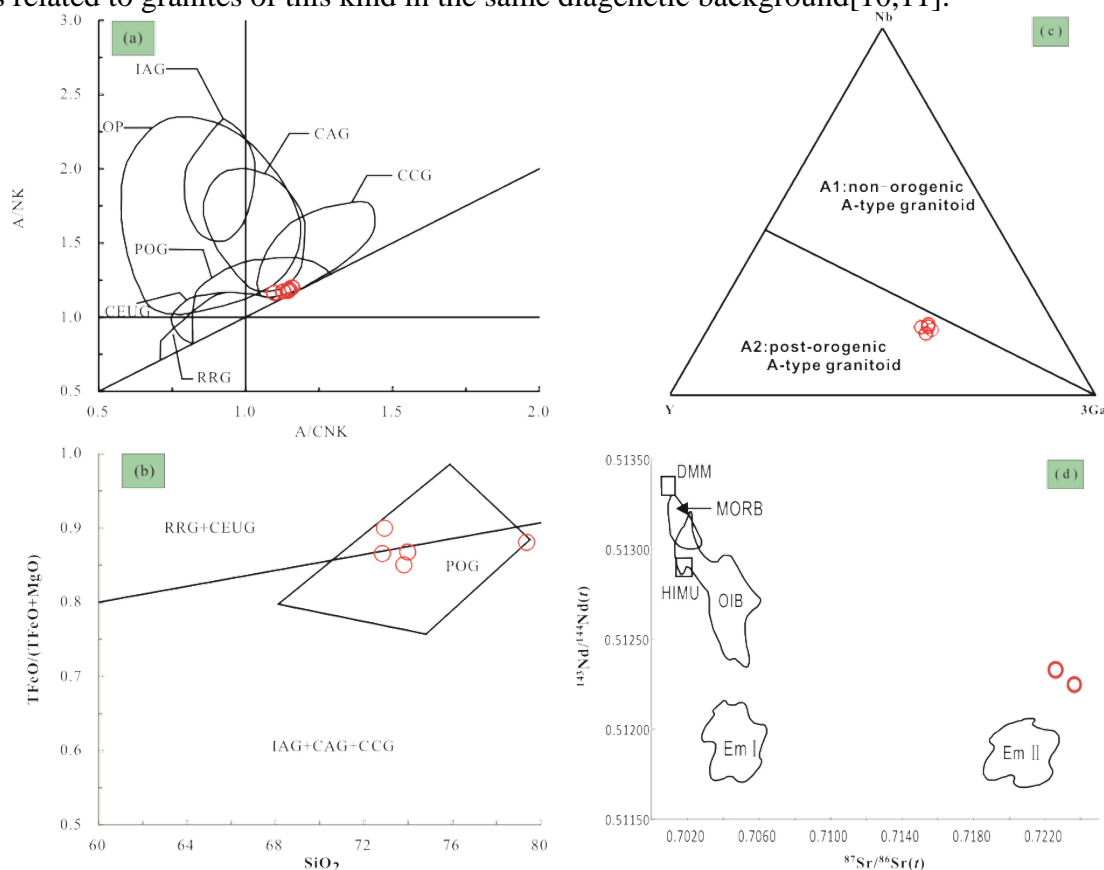 s related to granites of this kind in the same diagenetic background[10,11].
(a)
3.0
2.5
2.0
1.5
1.0
0.5
A/NK
IAG
OP
CAG
CCG
POG
CEUG
RRG
0.5
1.0
1.5
2.0
A/CNK
Nb
(c)
A1:non-orogenic
A-type granitoid
A2:post-orogenic
A-type granitoid
Y
3Ga
(b)
1.0
0.9
0.8
0.7
0.6
0.5
TFeO/(TFeO+MgO)
RRG+CEUG
POG
IAG+CAG+CCG
60
64
68
72
76
80
SiO₂
(d)
0.51350
0.51300
0.51250
0.51200
0.51150
¹⁴³Nd/¹⁴⁴Nd(t)
DMM
MORB
HIMU
OIB
Em I
Em II
0.7020
0.7060
0.7100
0.7140
0.7180
0.7220
⁸⁷Sr/⁸⁶Sr(t)